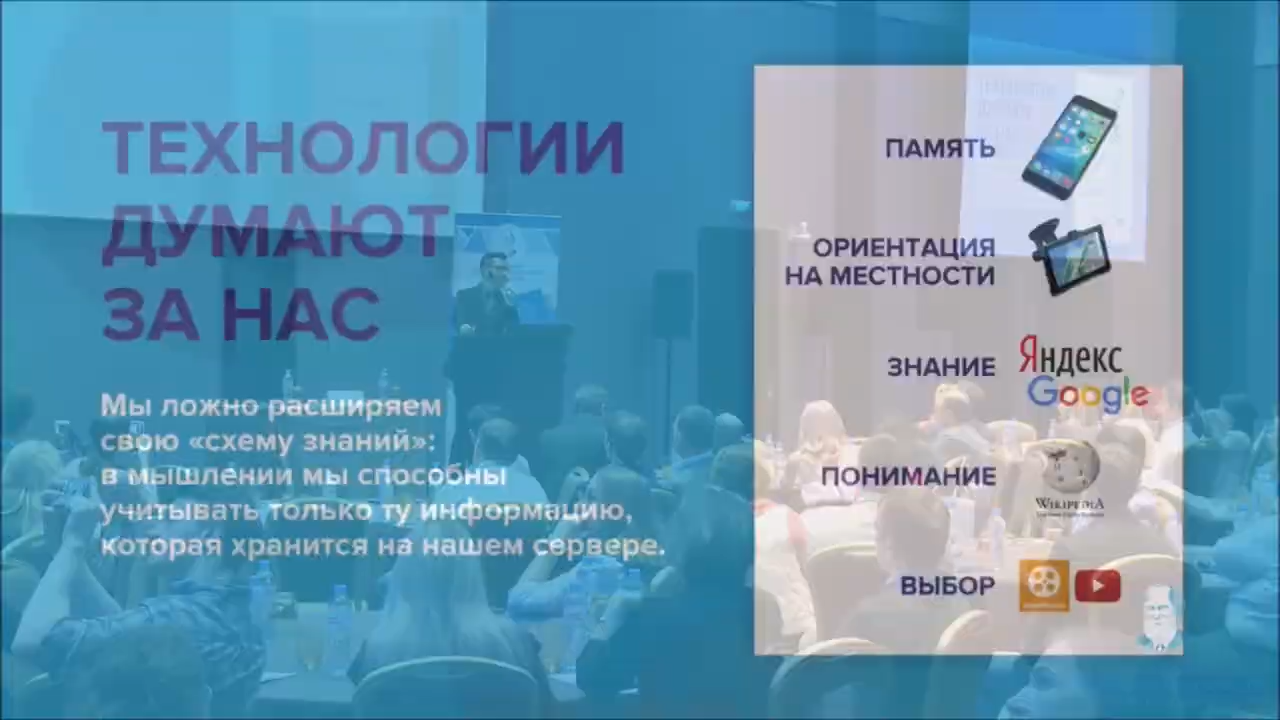 ТЕХНОЛОГИИ
ДУМАЮТ
ЗА НАС
Мы ложно расширяем
свою «схему знаний»:
в мышлении мы способны
учитывать только ту информацию,
которая хранится на нашем сервере.
ПАМЯТЬ
ОРИЕНТАЦИЯ
НА МЕСТНОСТИ
ЗНАНИЕ
Яндекс
Google
ПОНИМАНИЕ
WIKIPEDIA
ВЫБОР